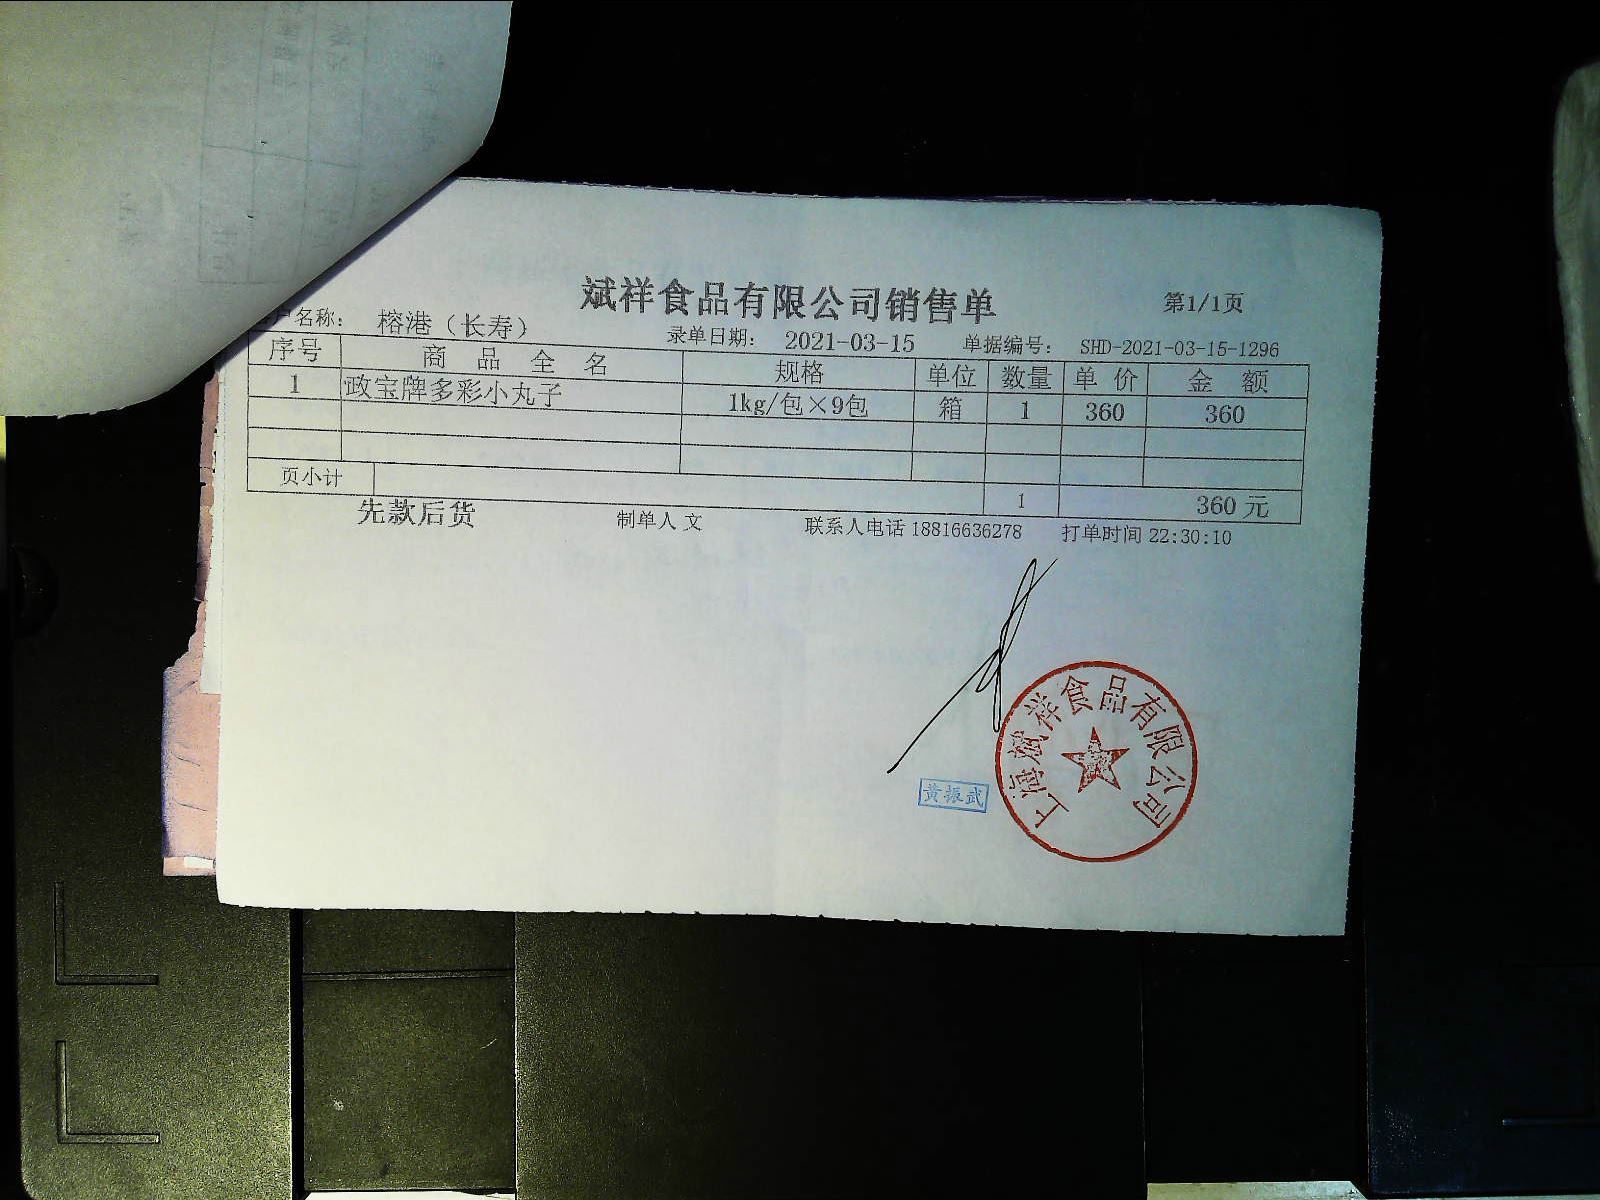 斌祥食品有限公司销售单
第1/1页
户名称： 榕港（长寿） 录单日期： 2021-03-15 单据编号： SHD-2021-03-15-1296
序号 商品全名 规格 单位 数量 单价 金额
1 政宝牌多彩小丸子 1kg/包×9包 箱 1 360 360
页小计 1 360元
先款后货 制单人 文 联系人电话 18816636278 打单时间 22:30:10
上海斌祥食品有限公司
黄振武